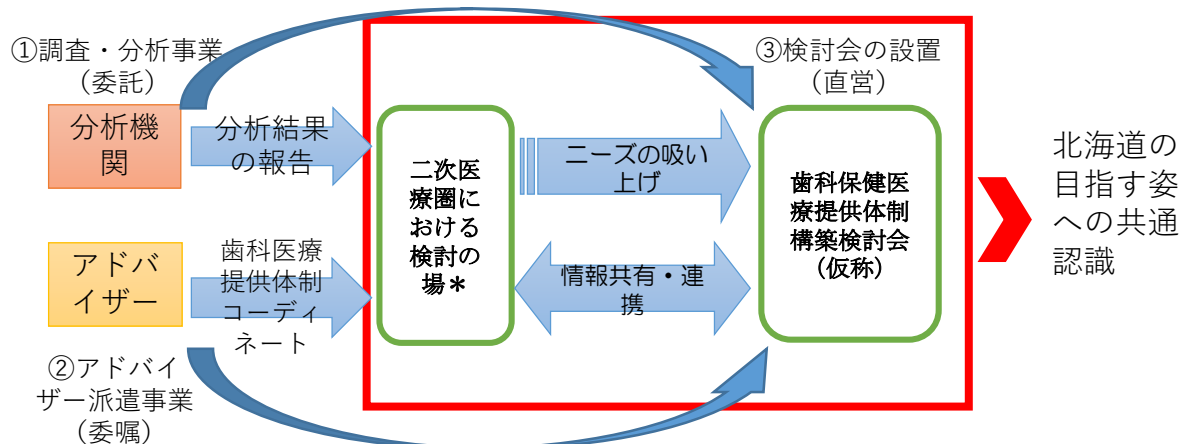 ①調査・分析事業
（委託）
分析機
関
分析結果
の報告
アドバ
イザー
歯科医療
提供体制
コーディ
ネート
②アドバイ
ザー派遣事業
（委嘱）
二次医
療圏に
おける
検討の
場＊
ニーズの吸い
上げ
情報共有・連
携
③検討会の設置
（直営）
歯科保健医
療提供体制
構築検討会
（仮称）
北海道の
目指す姿
への共通
認識